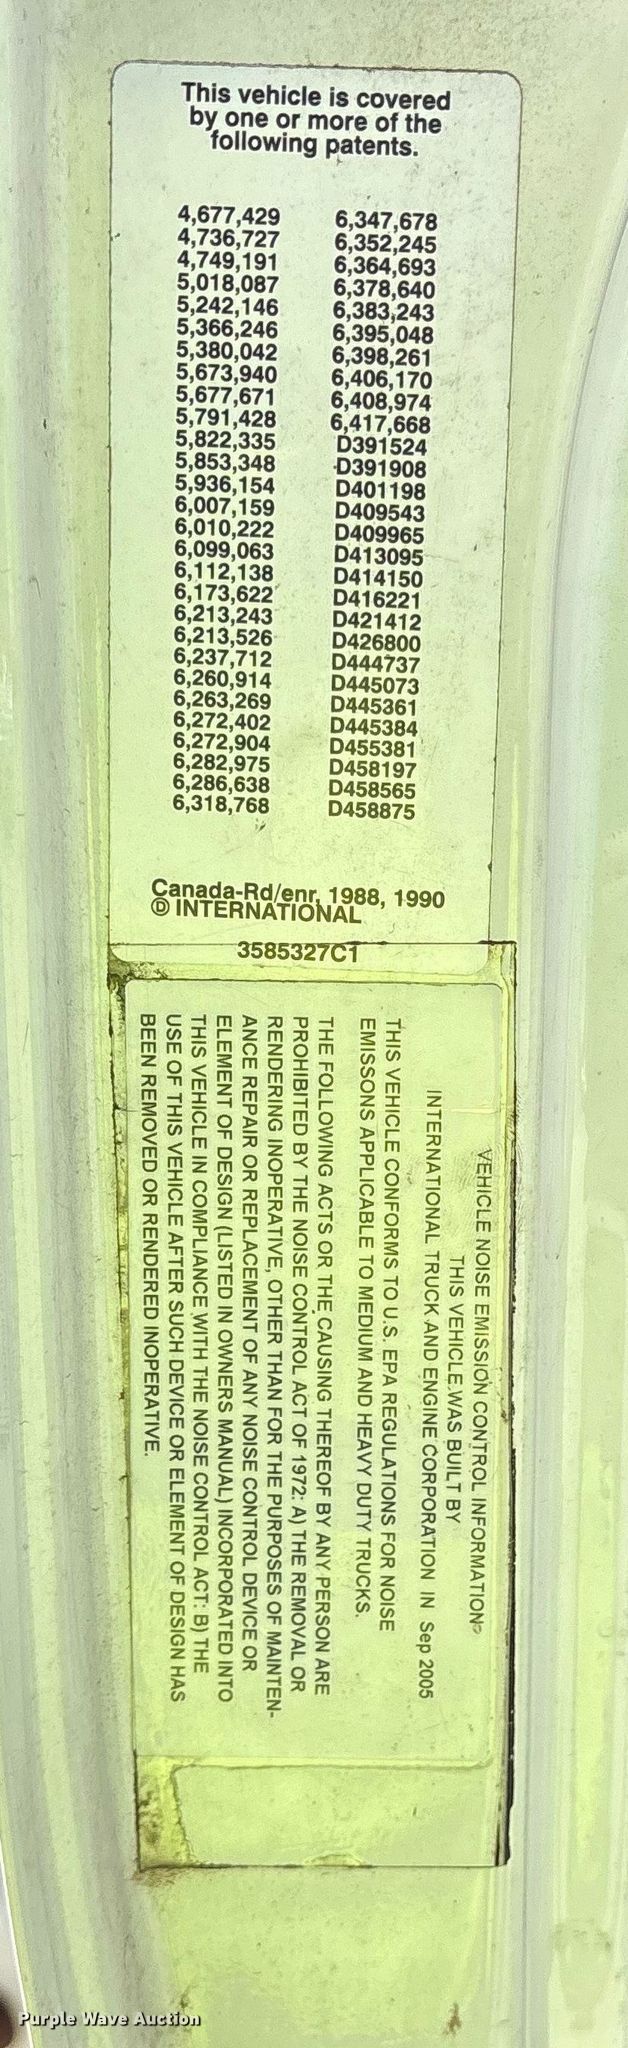 This vehicle is covered
by one or more of the
following patents.
4,677,429
4,736,727
4,749,191
5,018,087
5,242,146
5,366,246
5,380,042
5,673,940
5,677,671
5,791,428
5,822,335
5,853,348
5,936,154
6,007,159
6,010,222
6,099,063
6,112,138
6,173,622
6,213,243
6,213,526
6,237,712
6,260,914
6,263,269
6,272,402
6,272,904
6,282,975
6,286,638
6,318,768
6,347,678
6,352,245
6,364,693
6,378,640
6,383,243
6,395,048
6,398,261
6,406,170
6,408,974
6,417,668
D391524
D391908
D401198
D409543
D409965
D413095
D414150
D416221
D421412
D426800
D444737
D445073
D445361
D445384
D455381
D458197
D458565
D458875
Canada-Rd/enr, 1988, 1990
Ⓓ INTERNATIONAL
3585327C1
VEHICLE NOISE EMISSION CONTROL INFORMATION
THIS VEHICLE WAS BUILT BY
INTERNATIONAL TRUCK AND ENGINE CORPORATION IN Sep 2005
THIS VEHICLE CONFORMS TO U.S. EPA REGULATIONS FOR NOISE
EMISSONS APPLICABLE TO MEDIUM AND HEAVY DUTY TRUCKS.
THE FOLLOWING ACTS OR THE CAUSING THEREOF BY ANY PERSON ARE
PROHIBITED BY THE NOISE CONTROL ACT OF 1972: A) THE REMOVAL OR
RENDERING INOPERATIVE, OTHER THAN FOR THE PURPOSES OF MAINTEN-
ANCE REPAIR OR REPLACEMENT OF ANY NOISE CONTROL DEVICE OR
ELEMENT OF DESIGN (LISTED IN OWNERS MANUAL) INCORPORATED INTO
THIS VEHICLE IN COMPLIANCE WITH THE NOISE CONTROL ACT: B) THE
USE OF THIS VEHICLE AFTER SUCH DEVICE OR ELEMENT OF DESIGN HAS
BEEN REMOVED OR RENDERED INOPERATIVE.
Purple Wave Auction